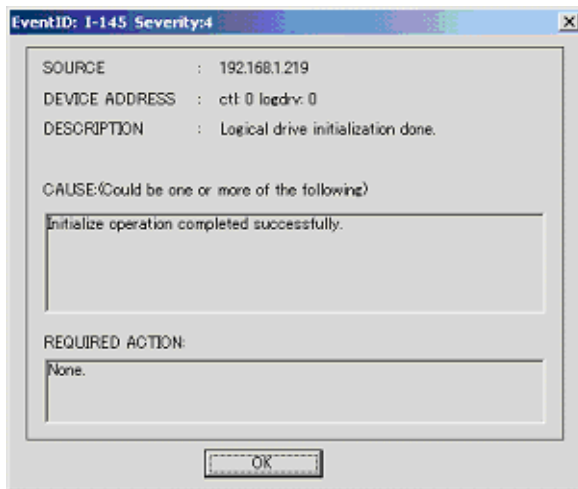 EventID: I-145 Severity:4
SOURCE : 192.168.1.219
DEVICE ADDRESS : ctl: 0 logdrv: 0
DESCRIPTION : Logical drive initialization done.
CAUSE:(Could be one or more of the following)
Initialize operation completed successfully.
REQUIRED ACTION:
None.
OK